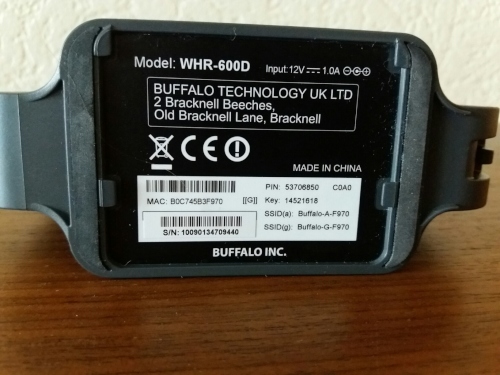 Model: WHR-600D Input: 12V⎓1.0A
BUFFALO TECHNOLOGY UK LTD
2 Bracknell Beeches,
Old Bracknell Lane, Bracknell
CE
MADE IN CHINA
MAC: B0C745B3F970 [[G]]
PIN: 53706850 C0A0
Key: 14521618
SSID(a): Buffalo-A-F970
SSID(g): Buffalo-G-F970
S/N: 10090134709440
BUFFALO INC.